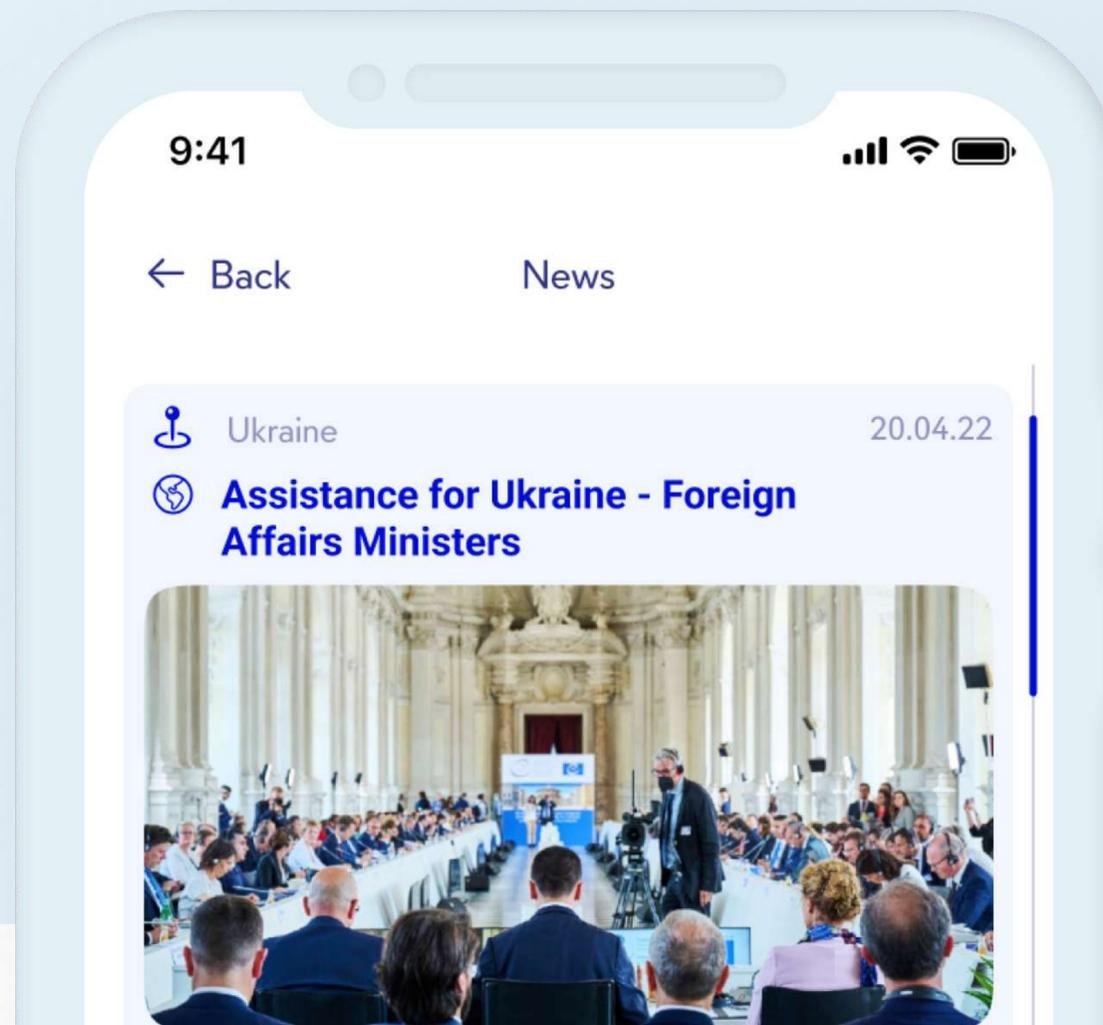 9:41
Back
News
Ukraine
20.04.22
Assistance for Ukraine - Foreign
Affairs Ministers